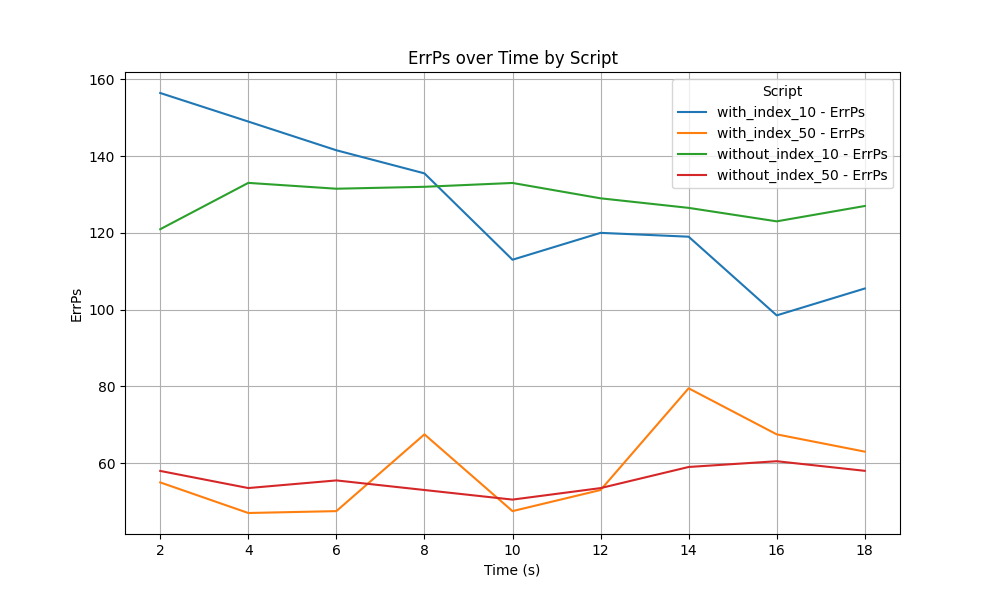 ErrPs over Time by Script
Script
with_index_10 - ErrPs
with_index_50 - ErrPs
without_index_10 - ErrPs
without_index_50 - ErrPs
ErrPs
160
140
120
100
80
60
2 4 6 8 10 12 14 16 18
Time (s)